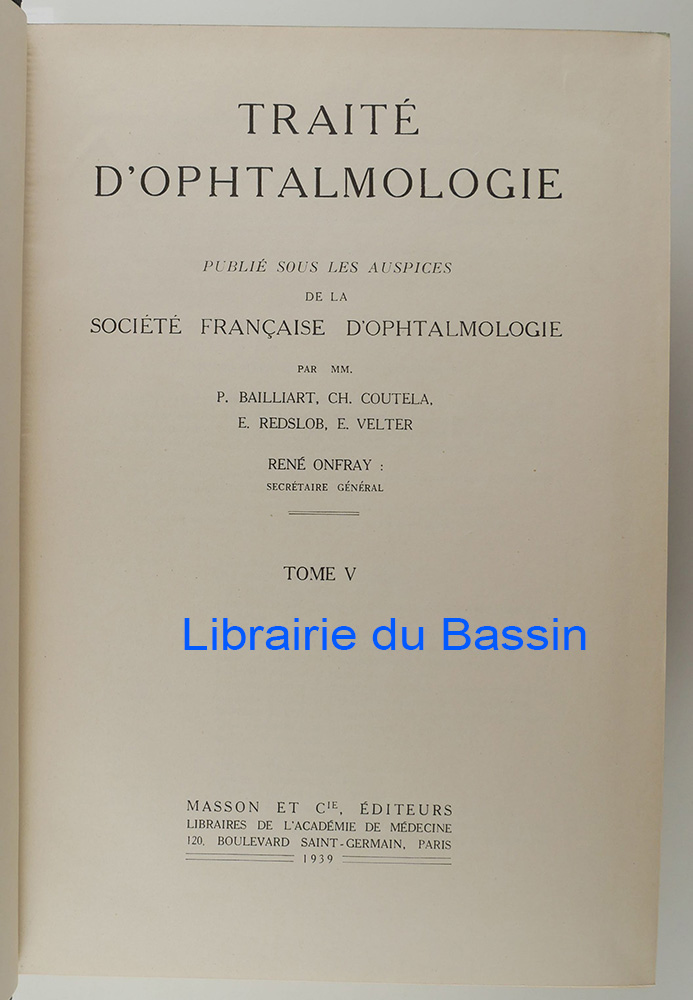 TRAITÉ
D'OPHTALMOLOGIE
PUBLIÉ SOUS LES AUSPICES
DE LA
SOCIÉTÉ FRANÇAISE D'OPHTALMOLOGIE
PAR MM.
P. BAILLIART, CH. COUTELA,
E. REDSLOB, E. VELTER
RENÉ ONFRAY :
SECRÉTAIRE GÉNÉRAL
TOME V
Librairie du Bassin
MASSON ET CIE, ÉDITEURS
LIBRAIRES DE L'ACADÉMIE DE MÉDECINE
120, BOULEVARD SAINT-GERMAIN, PARIS
1939